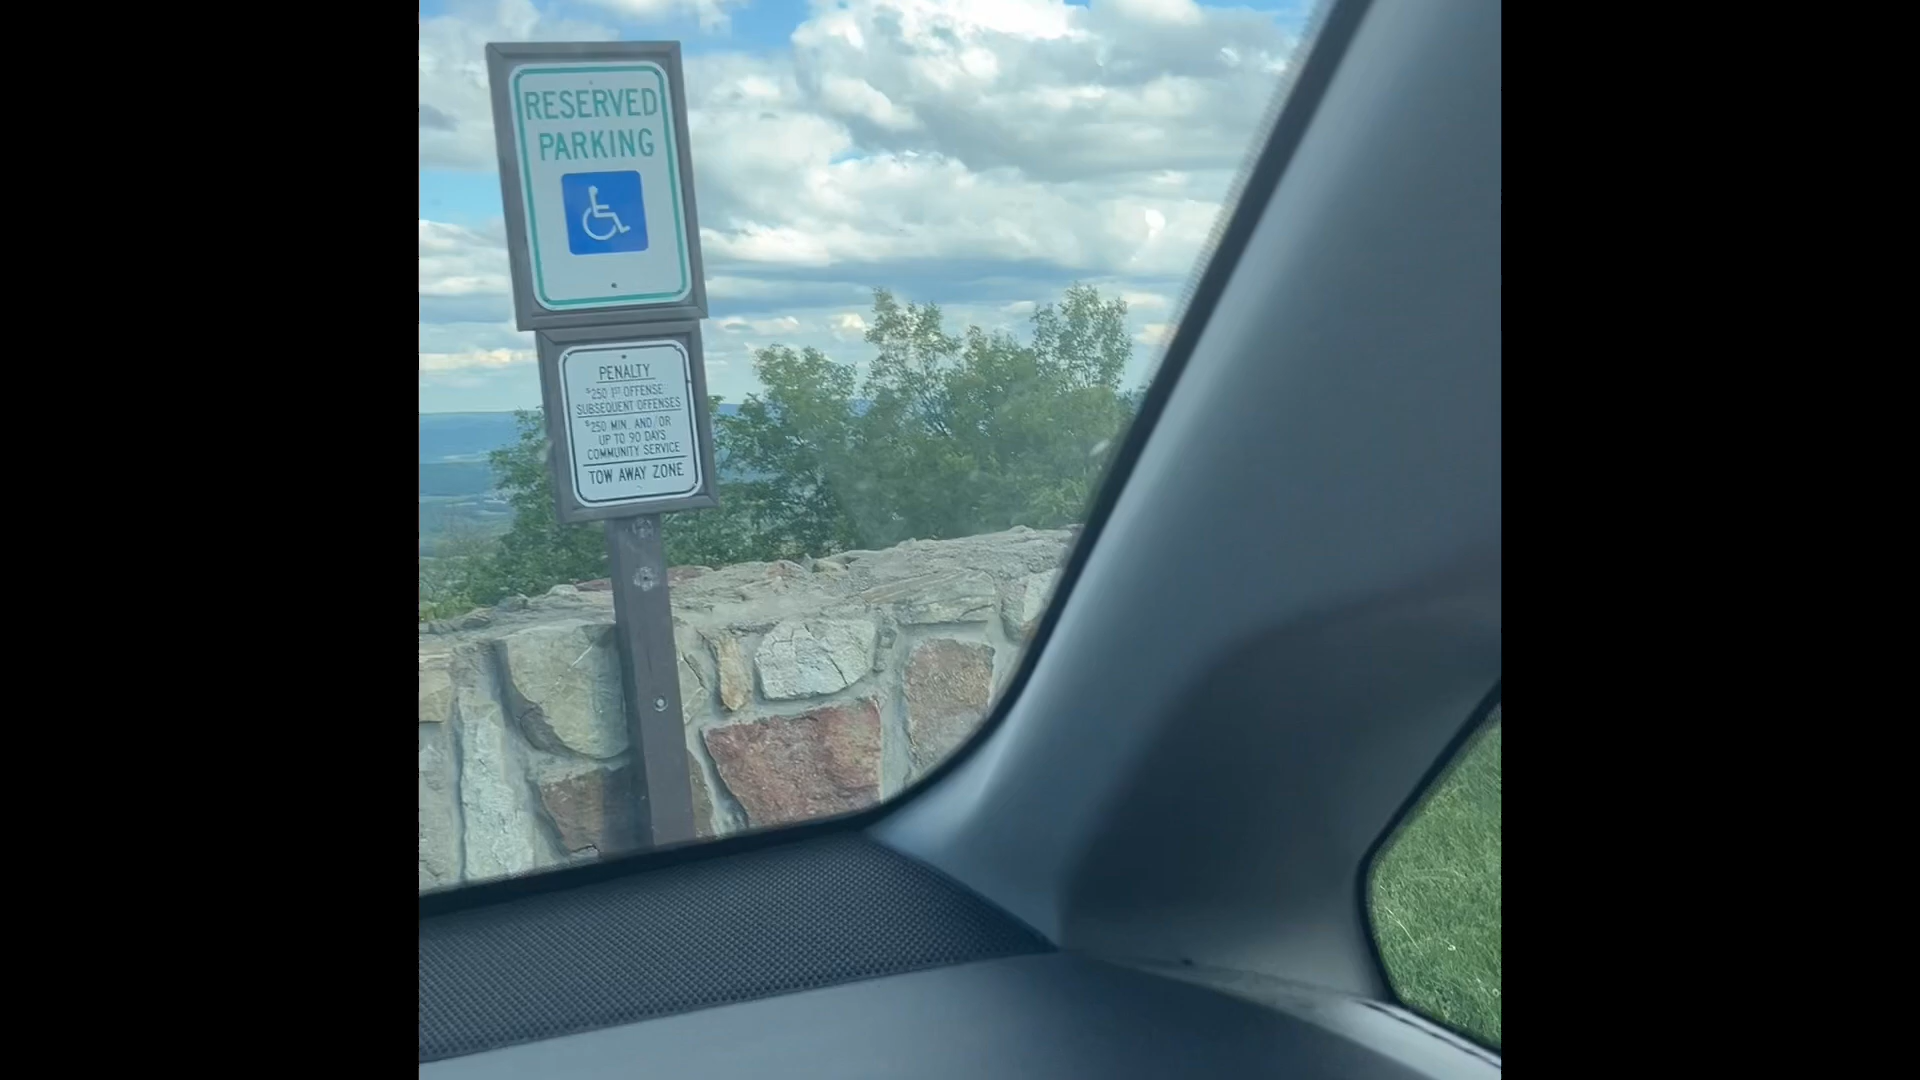 RESERVED
PARKING
PENALTY
$250 1ST OFFENSE
SUBSEQUENT OFFENSES
$250 MIN. AND/OR
UP TO 90 DAYS
COMMUNITY SERVICE
TOW AWAY ZONE